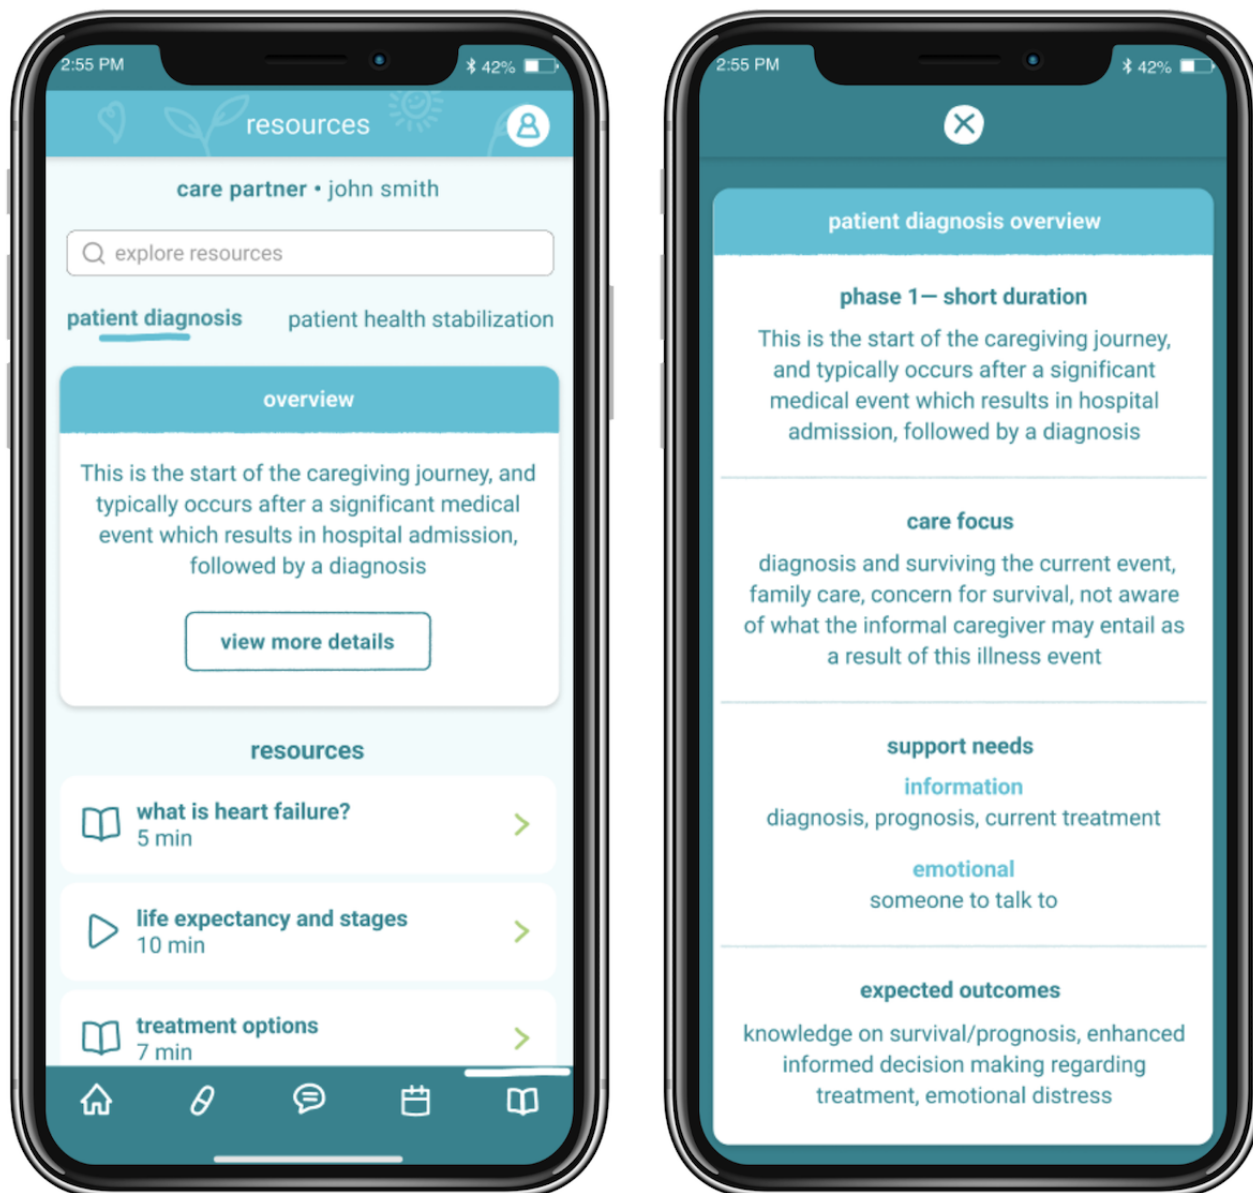 2:55 PM
42%
resources
care partner • john smith
explore resources
patient diagnosis
patient health stabilization
overview
This is the start of the caregiving journey, and
typically occurs after a significant medical
event which results in hospital admission,
followed by a diagnosis
view more details
resources
what is heart failure?
5 min
life expectancy and stages
10 min
treatment options
7 min
2:55 PM
42%
patient diagnosis overview
phase 1— short duration
This is the start of the caregiving journey,
and typically occurs after a significant
medical event which results in hospital
admission, followed by a diagnosis
care focus
diagnosis and surviving the current event,
family care, concern for survival, not aware
of what the informal caregiver may entail as
a result of this illness event
support needs
information
diagnosis, prognosis, current treatment
emotional
someone to talk to
expected outcomes
knowledge on survival/prognosis, enhanced
informed decision making regarding
treatment, emotional distress